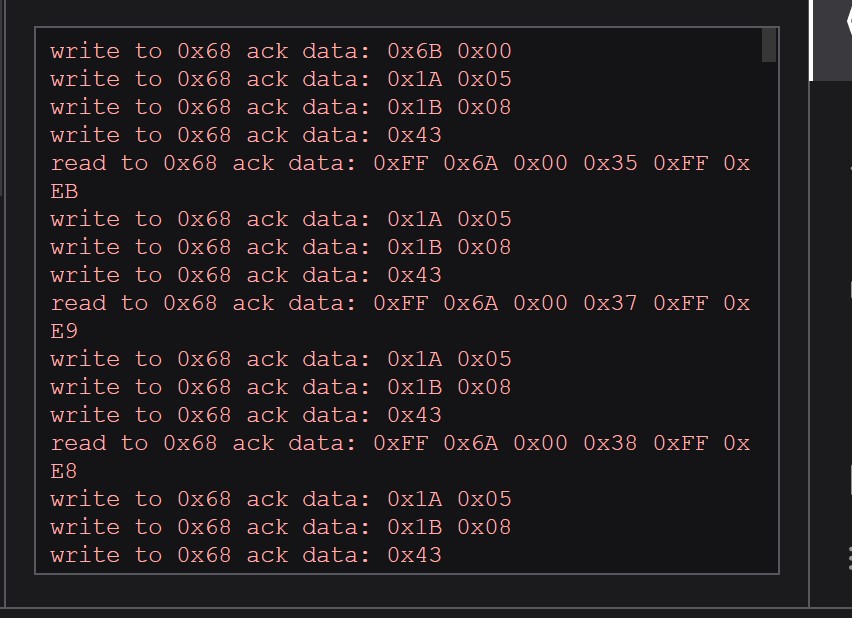 write to 0x68 ack data: 0x6B 0x00
write to 0x68 ack data: 0x1A 0x05
write to 0x68 ack data: 0x1B 0x08
write to 0x68 ack data: 0x43
read to 0x68 ack data: 0xFF 0x6A 0x00 0x35 0xFF 0x
EB
write to 0x68 ack data: 0x1A 0x05
write to 0x68 ack data: 0x1B 0x08
write to 0x68 ack data: 0x43
read to 0x68 ack data: 0xFF 0x6A 0x00 0x37 0xFF 0x
E9
write to 0x68 ack data: 0x1A 0x05
write to 0x68 ack data: 0x1B 0x08
write to 0x68 ack data: 0x43
read to 0x68 ack data: 0xFF 0x6A 0x00 0x38 0xFF 0x
E8
write to 0x68 ack data: 0x1A 0x05
write to 0x68 ack data: 0x1B 0x08
write to 0x68 ack data: 0x43